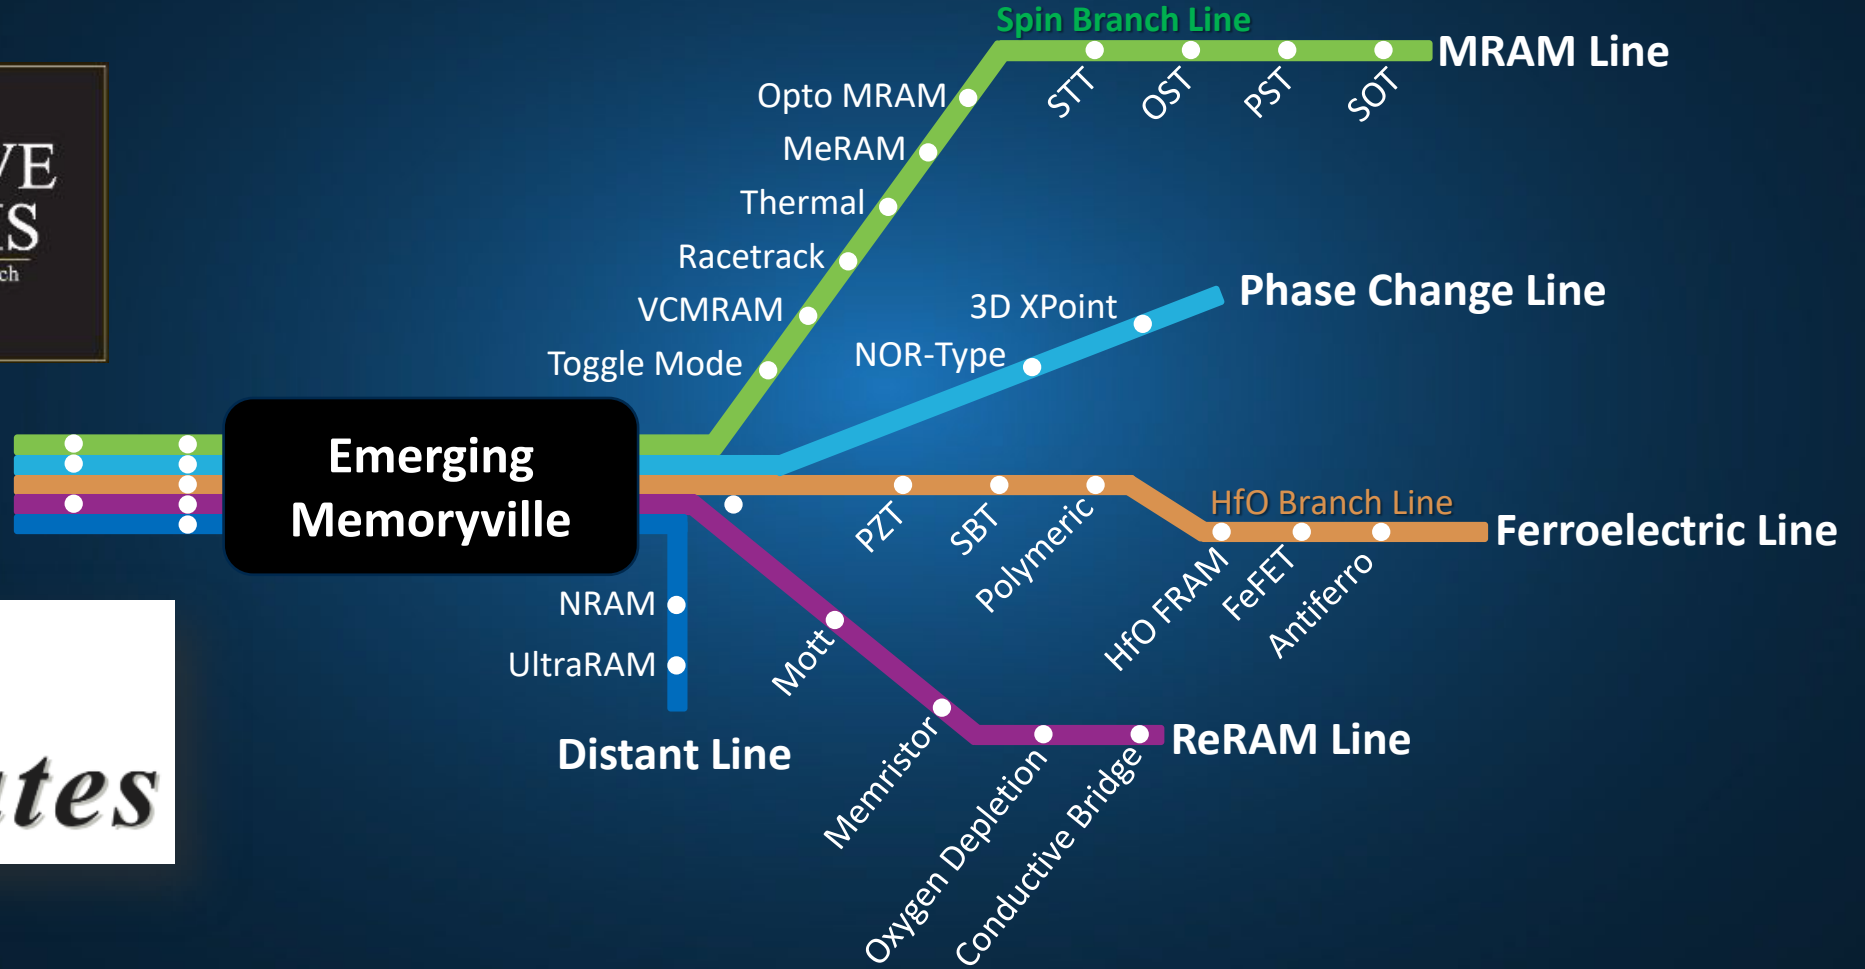 Spin Branch Line
MRAM Line
STT
OST
PST
SOT
Opto MRAM
MeRAM
Thermal
Racetrack
VCMRAM
Toggle Mode
Phase Change Line
3D XPoint
NOR-Type
Emerging
Memoryville
PZT
SBT
Polymeric
HfO Branch Line
Ferroelectric Line
HfO FRAM
FeFET
Antiferro
NRAM
UltraRAM
Distant Line
Mott
Memristor
Oxygen Depletion
Conductive Bridge
ReRAM Line